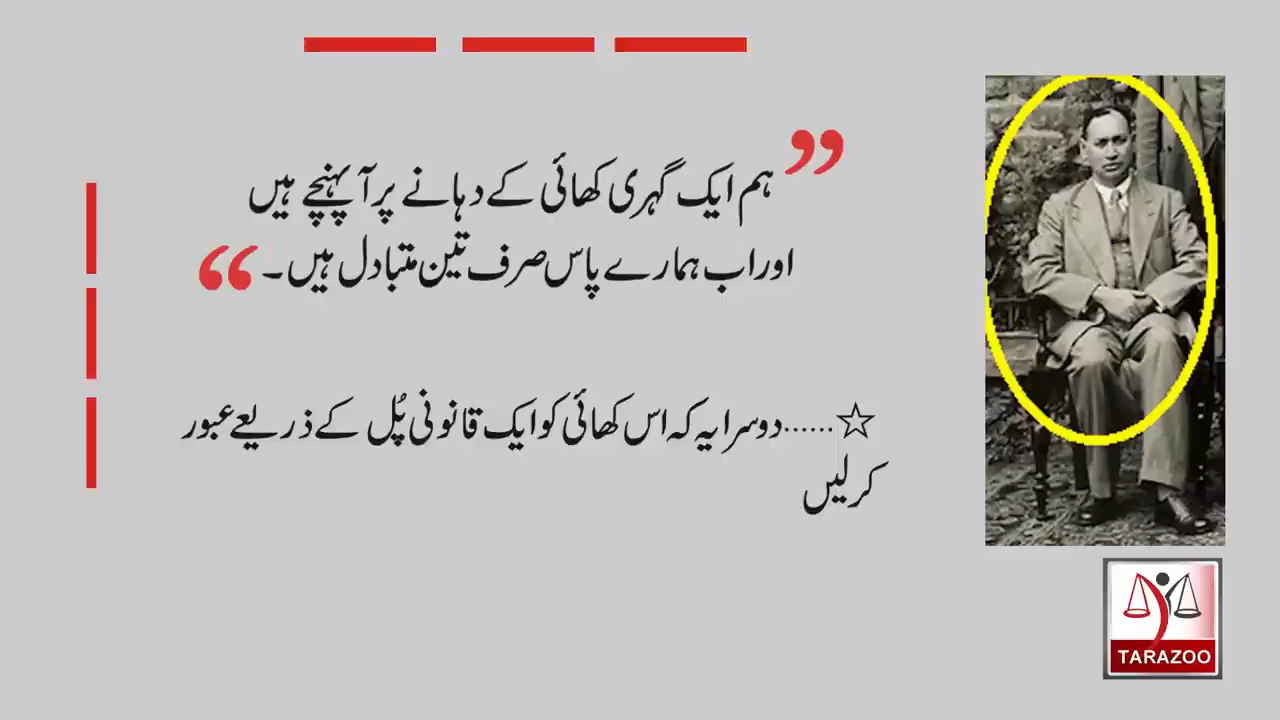 ”ہم ایک گہری کھائی کے دہانے پر آ پہنچے ہیں
اور اب ہمارے پاس صرف تین متبادل ہیں۔“
☆......دوسرا یہ کہ اس کھائی کو ایک قانونی پُل کے ذریعے عبور
کرلیں
TARAZOO